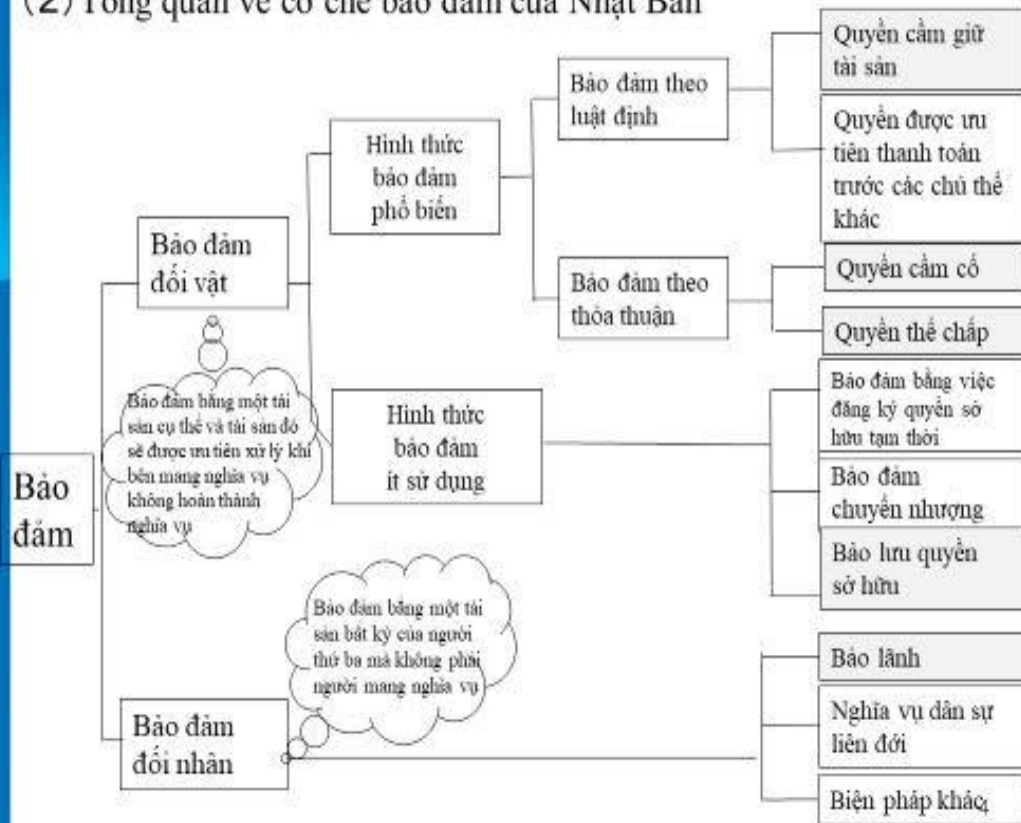 (2) Tổng quan về cơ chế bảo đảm của Nhật Bản
Quyền cầm giữ
tài sản
Bảo đảm theo
luật định
Quyền được ưu
tiên thanh toán
trước các chủ thể
khác
Hình thức
bảo đảm
phổ biến
Bảo đảm
đối vật
Quyền cầm cố
Bảo đảm theo
thỏa thuận
Quyền thế chấp
Bảo đảm bằng một tài
sản cụ thể và tài sản đó
sẽ được ưu tiên xử lý khi
bên mang nghĩa vụ
không hoàn thành
nghĩa vụ
Hình thức
bảo đảm
ít sử dụng
Bảo đảm bằng việc
đăng ký quyền sở
hữu tạm thời
Bảo đảm
chuyển nhượng
Bảo lưu quyền
sở hữu
Bảo
đảm
Bảo đảm bằng một tài
sản bất kỳ của người
thứ ba mà không phải
người mang nghĩa vụ
Bảo đảm
đối nhân
Bảo lãnh
Nghĩa vụ dân sự
liên đới
Biện pháp khác
4